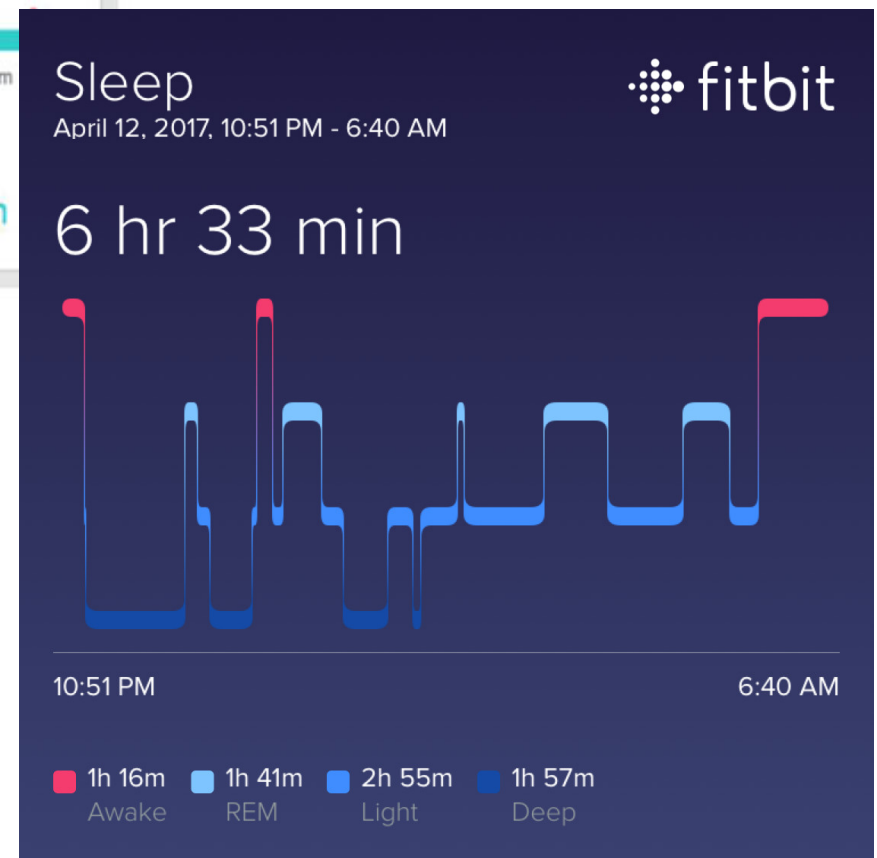 Sleep
fitbit
April 12, 2017, 10:51 PM - 6:40 AM
6 hr 33 min
10:51 PM
6:40 AM
1h 16m 1h 41m 2h 55m 1h 57m
Awake REM Light Deep